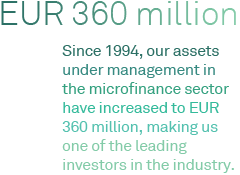 EUR 360 million
Since 1994, our assets
under management in
the microfinance sector
have increased to EUR
360 million, making us
one of the leading
investors in the industry.